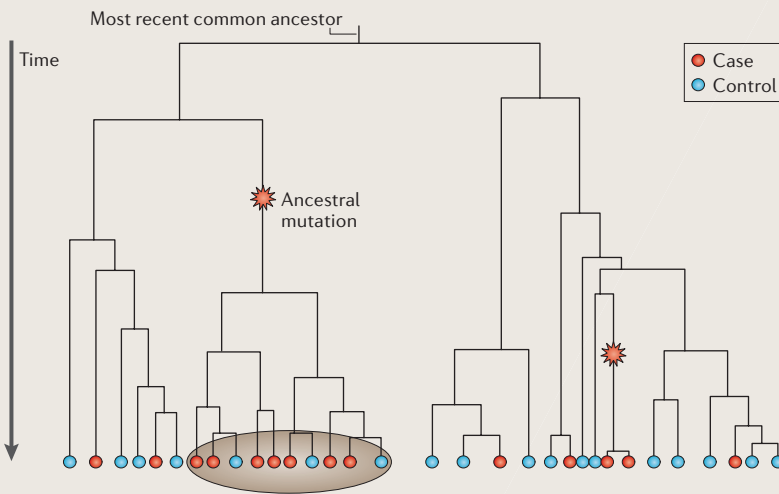 Most recent common ancestor
Time
Case
Control
Ancestral
mutation